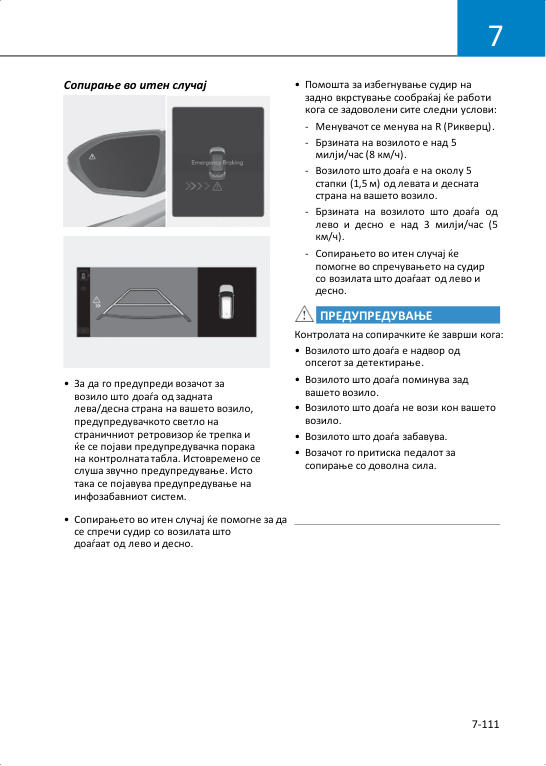 7
Сопирање во итен случај
Emergency Braking
• За да го предупреди возачот за
возило што доаѓа од задната
лева/десна страна на вашето возило,
предупредувачкото светло на
страничниот ретровизор ќе трепка и
ќе се појави предупредувачка порака
на контролната табла. Истовремено се
слуша звучно предупредување. Исто
така се појавува предупредување на
инфозабавниот систем.
• Сопирањето во итен случај ќе помогне за да
се спречи судир со возилата што
доаѓаат од лево и десно.
• Помошта за избегнување судир на
задно вкрстување сообраќај ќе работи
кога се задоволени сите следни услови:
- Менувачот се менува на R (Рикверц).
- Брзината на возилото е над 5
милји/час (8 км/ч).
- Возилото што доаѓа е на околу 5
стапки (1,5 м) од левата и десната
страна на вашето возило.
- Брзината на возилото што доаѓа од
лево и десно е над 3 милји/час (5
км/ч).
- Сопирањето во итен случај ќе
помогне во спречувањето на судир
со возилата што доаѓаат од лево и
десно.
ПРЕДУПРЕДУВАЊЕ
Контролата на сопирачките ќе заврши кога:
• Возилото што доаѓа е надвор од
опсегот за детектирање.
• Возилото што доаѓа поминува зад
вашето возило.
• Возилото што доаѓа не вози кон вашето
возило.
• Возилото што доаѓа забавува.
• Возачот го притиска педалот за
сопирање со доволна сила.
7-111